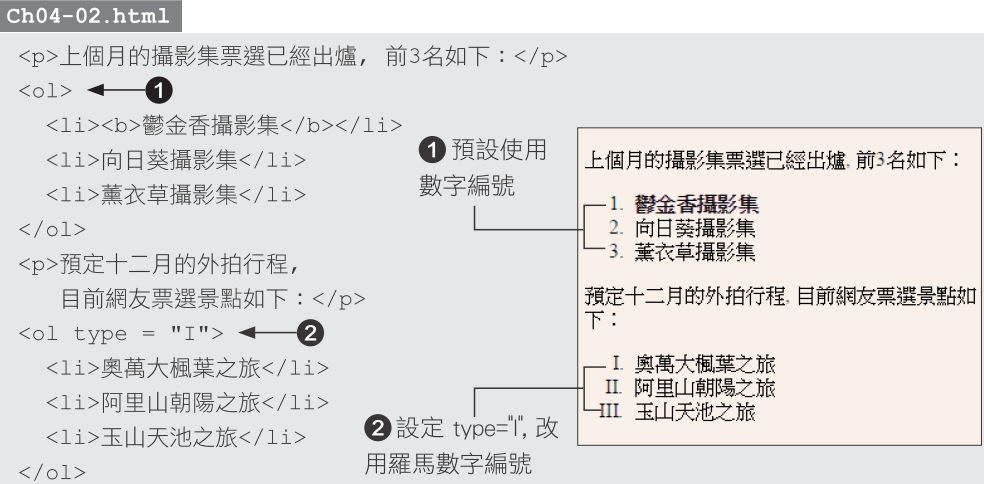 Ch04-02.html
<p>上個月的攝影集票選已經出爐, 前3名如下：</p>
<ol> ❶
<li><b>鬱金香攝影集</b></li>
<li>向日葵攝影集</li>
<li>薰衣草攝影集</li>
</ol>
<p>預定十二月的外拍行程,
目前網友票選景點如下：</p>
<ol type = "I"> ❷
<li>奧萬大楓葉之旅</li>
<li>阿里山朝陽之旅</li>
<li>玉山天池之旅</li>
</ol>
❶ 預設使用
數字編號
❷ 設定 type="I", 改
用羅馬數字編號
上個月的攝影集票選已經出爐, 前3名如下：
1. 鬱金香攝影集
2. 向日葵攝影集
3. 薰衣草攝影集
預定十二月的外拍行程, 目前網友票選景點如
下：
I. 奧萬大楓葉之旅
II. 阿里山朝陽之旅
III. 玉山天池之旅